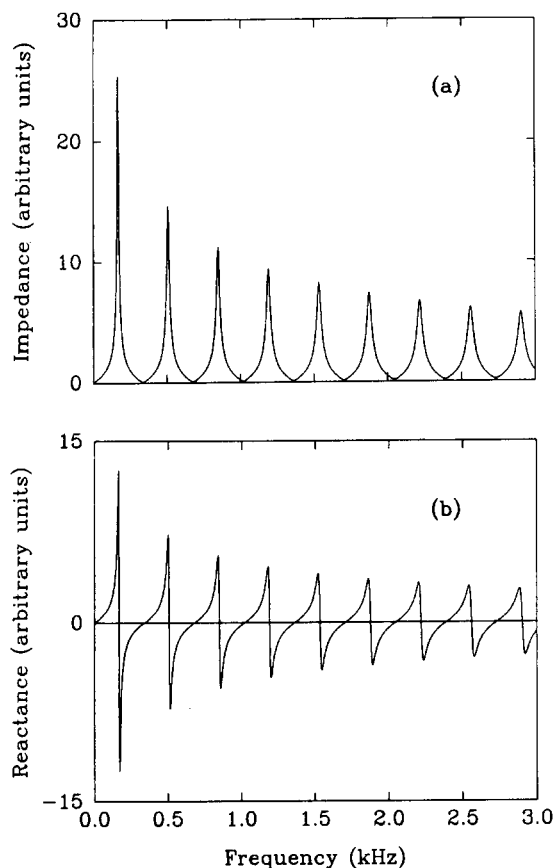 30
20
10
0
Impedance (arbitrary units)
(a)
15
0
−15
Reactance (arbitrary units)
(b)
0.0 0.5 1.0 1.5 2.0 2.5 3.0
Frequency (kHz)